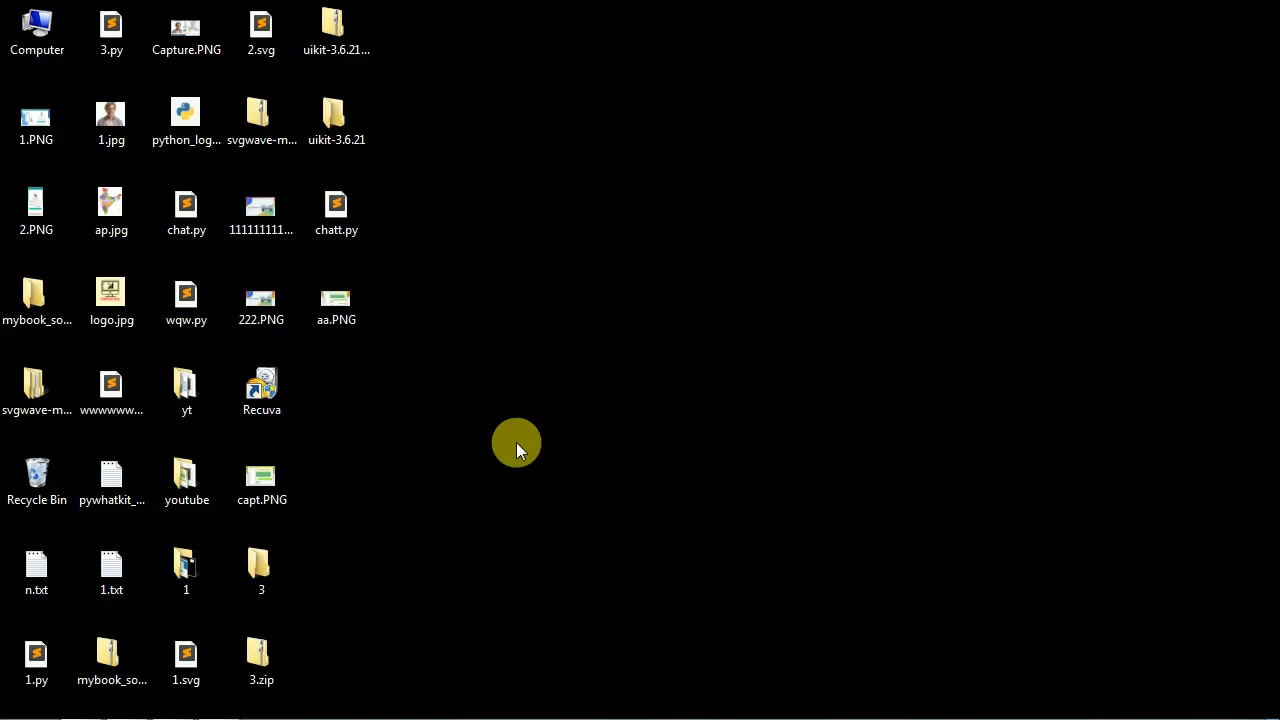 Computer
3.py
Capture.PNG
2.svg
uikit-3.6.21...
1.PNG
1.jpg
python_log...
svgwave-m...
uikit-3.6.21
2.PNG
ap.jpg
chat.py
111111111...
chatt.py
mybook_so...
logo.jpg
wqw.py
222.PNG
aa.PNG
svgwave-m...
wwwwwww...
yt
Recuva
Recycle Bin
pywhatkit_...
youtube
capt.PNG
n.txt
1.txt
1
3
1.py
mybook_so...
1.svg
3.zip